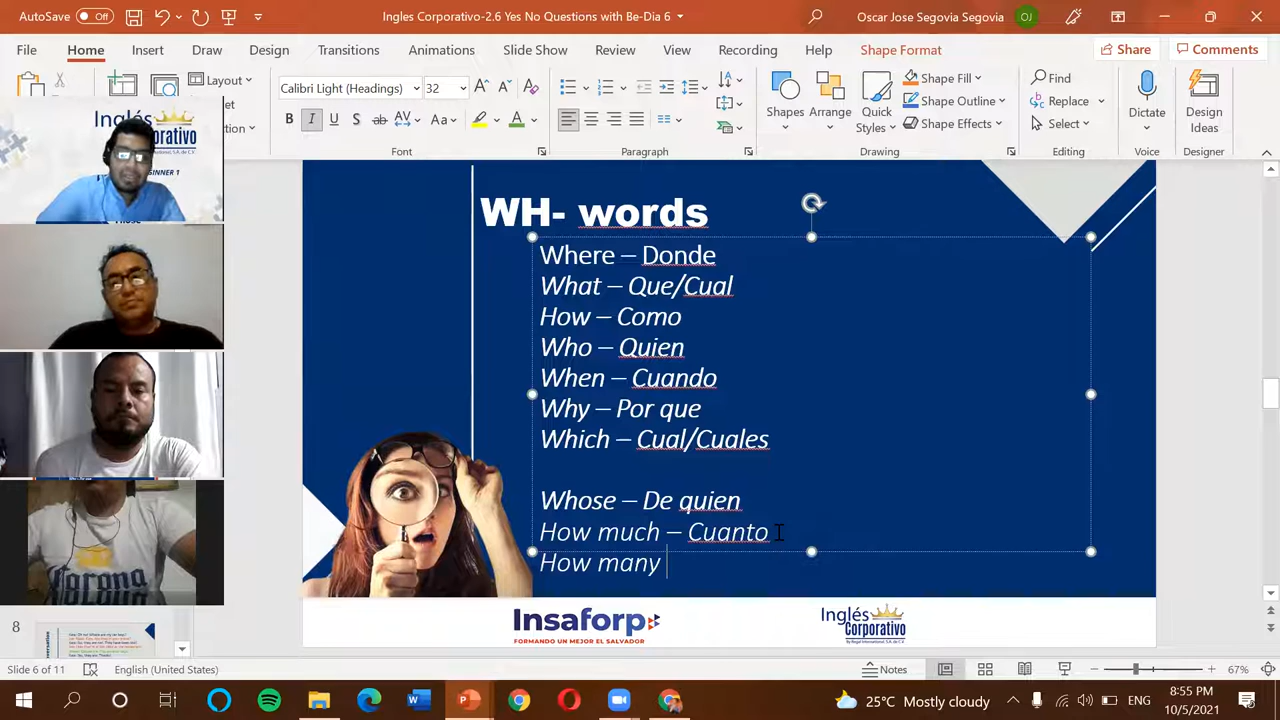 AutoSave Off
Ingles Corporativo-2.6 Yes No Questions with Be-Dia 6
Oscar Jose Segovia Segovia
OJ
File Home Insert Draw Design Transitions Animations Slide Show Review View Recording Help Shape Format
Share Comments
Layout
Calibri Light (Headings) 32
Shapes Arrange Quick Styles
Shape Fill
Shape Outline
Shape Effects
Find
Replace
Select
Dictate
Design Ideas
Font Paragraph Drawing Editing Voice Designer
Inglés
Corporativo
WH- words
Where – Donde
What – Que/Cual
How – Como
Who – Quien
When – Cuando
Why – Por que
Which – Cual/Cuales
Whose – De quien
How much – Cuanto
How many
Corona
Insaforp
FORMANDO UN MEJOR EL SALVADOR
Inglés
Corporativo
8
Slide 6 of 11 English (United States) Notes 67%
25°C Mostly cloudy ENG
8:55 PM
10/5/2021